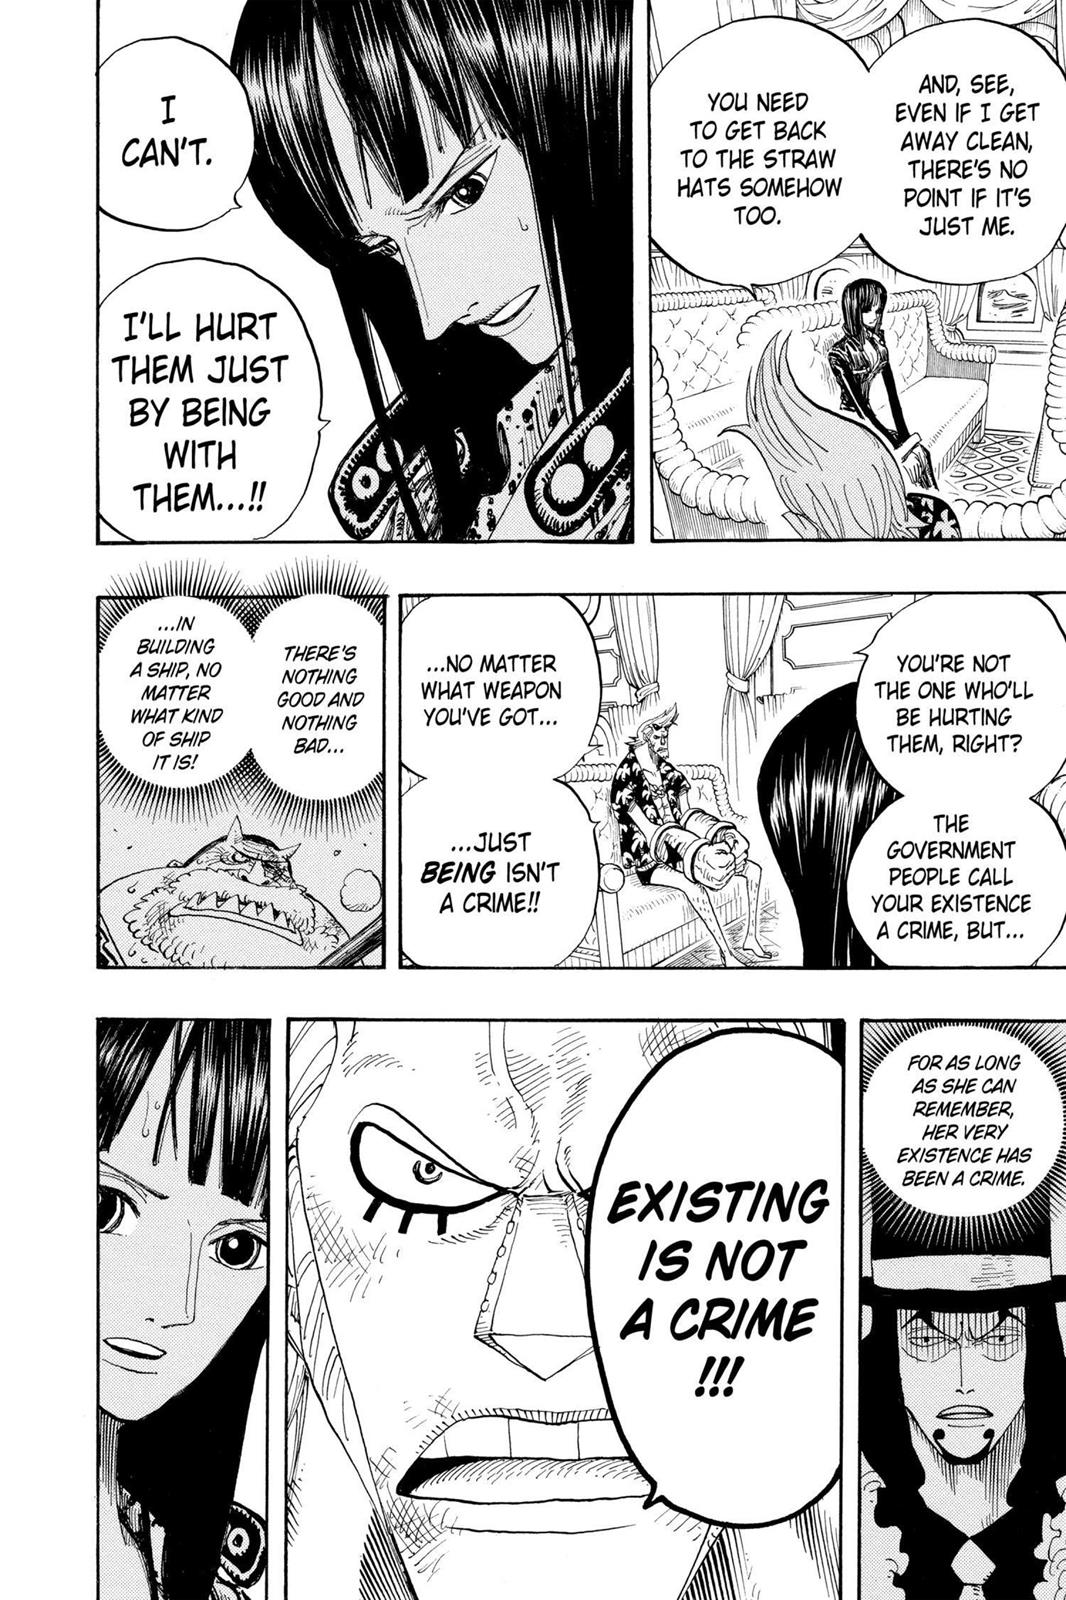 AND, SEE,
EVEN IF I GET
AWAY CLEAN,
THERE'S NO
POINT IF IT'S
JUST ME.
YOU NEED
TO GET BACK
TO THE STRAW
HATS SOMEHOW
TOO.
I
CAN'T.
I'LL HURT
THEM JUST
BY BEING
WITH
THEM...!!
YOU'RE NOT
THE ONE WHO'LL
BE HURTING
THEM, RIGHT?
THE
GOVERNMENT
PEOPLE CALL
YOUR EXISTENCE
A CRIME, BUT...
...NO MATTER
WHAT WEAPON
YOU'VE GOT...
...JUST
BEING ISN'T
A CRIME!!
THERE'S
NOTHING
GOOD AND
NOTHING
BAD...
...IN
BUILDING
A SHIP, NO
MATTER
WHAT KIND
OF SHIP
IT IS!
FOR AS LONG
AS SHE CAN
REMEMBER,
HER VERY
EXISTENCE HAS
BEEN A CRIME.
EXISTING
IS NOT
A CRIME
!!!